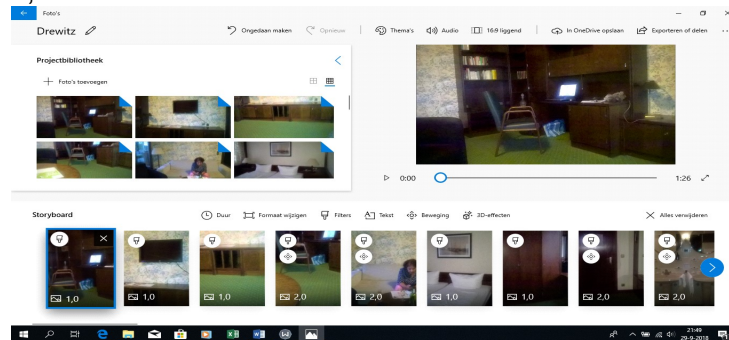 Foto's
Drewitz Ongedaan maken Opnieuw Thema's Audio 16:9 liggend In OneDrive opslaan Exporteren of delen
Projectbibliotheek
Foto's toevoegen
0:00 1:26
Storyboard Duur Formaat wijzigen Filters Tekst Beweging 3D-effecten Alles verwijderen
1,0 1,0 1,0 2,0 2,0 1,0 1,0 2,0 2,0
21:49
29-9-2018